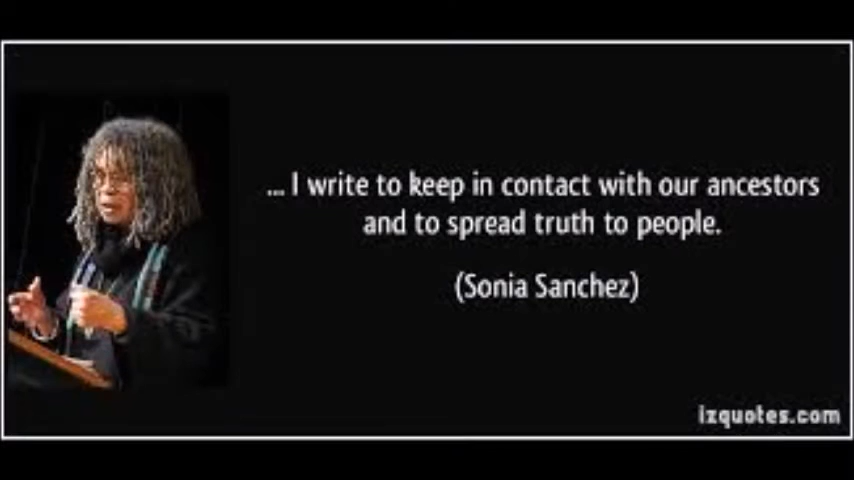 ... I write to keep in contact with our ancestors
and to spread truth to people.
(Sonia Sanchez)
izquotes.com